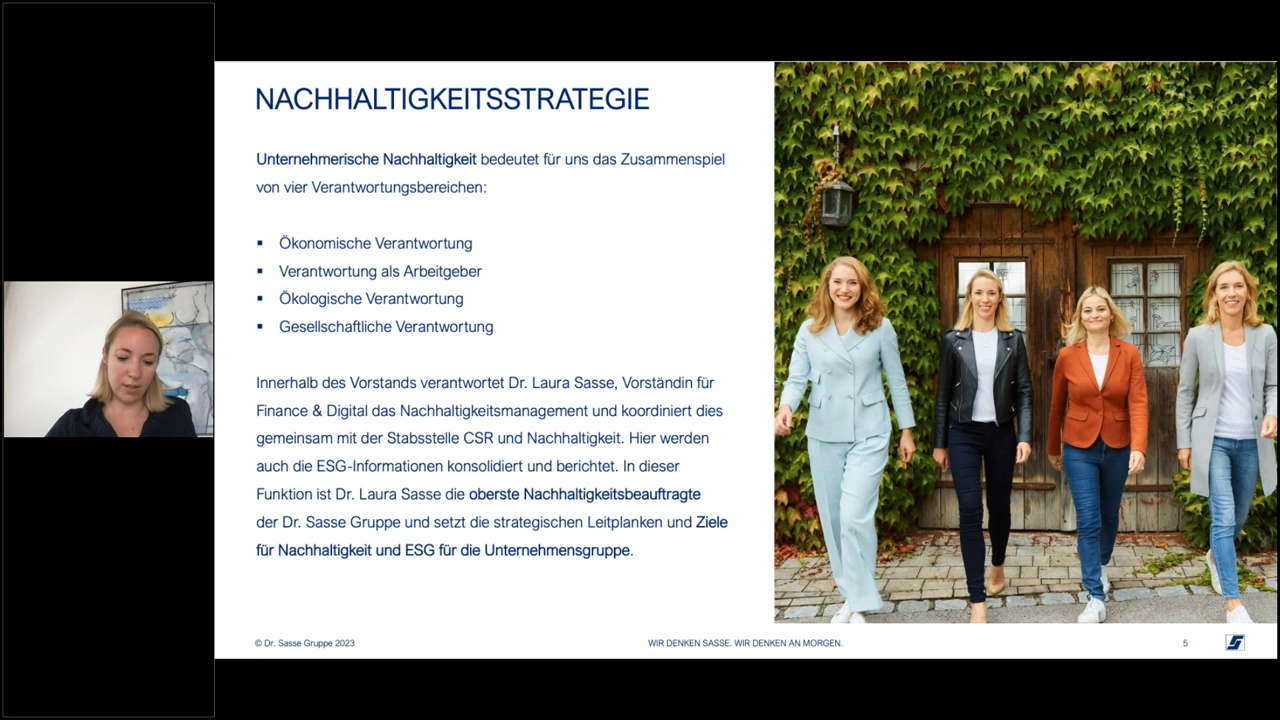 NACHHALTIGKEITSSTRATEGIE
Unternehmerische Nachhaltigkeit bedeutet für uns das Zusammenspiel
von vier Verantwortungsbereichen:
▪ Ökonomische Verantwortung
▪ Verantwortung als Arbeitgeber
▪ Ökologische Verantwortung
▪ Gesellschaftliche Verantwortung
Innerhalb des Vorstands verantwortet Dr. Laura Sasse, Vorständin für
Finance & Digital das Nachhaltigkeitsmanagement und koordiniert dies
gemeinsam mit der Stabsstelle CSR und Nachhaltigkeit. Hier werden
auch die ESG-Informationen konsolidiert und berichtet. In dieser
Funktion ist Dr. Laura Sasse die oberste Nachhaltigkeitsbeauftragte
der Dr. Sasse Gruppe und setzt die strategischen Leitplanken und Ziele
für Nachhaltigkeit und ESG für die Unternehmensgruppe.
© Dr. Sasse Gruppe 2023
WIR DENKEN SASSE. WIR DENKEN AN MORGEN.
5